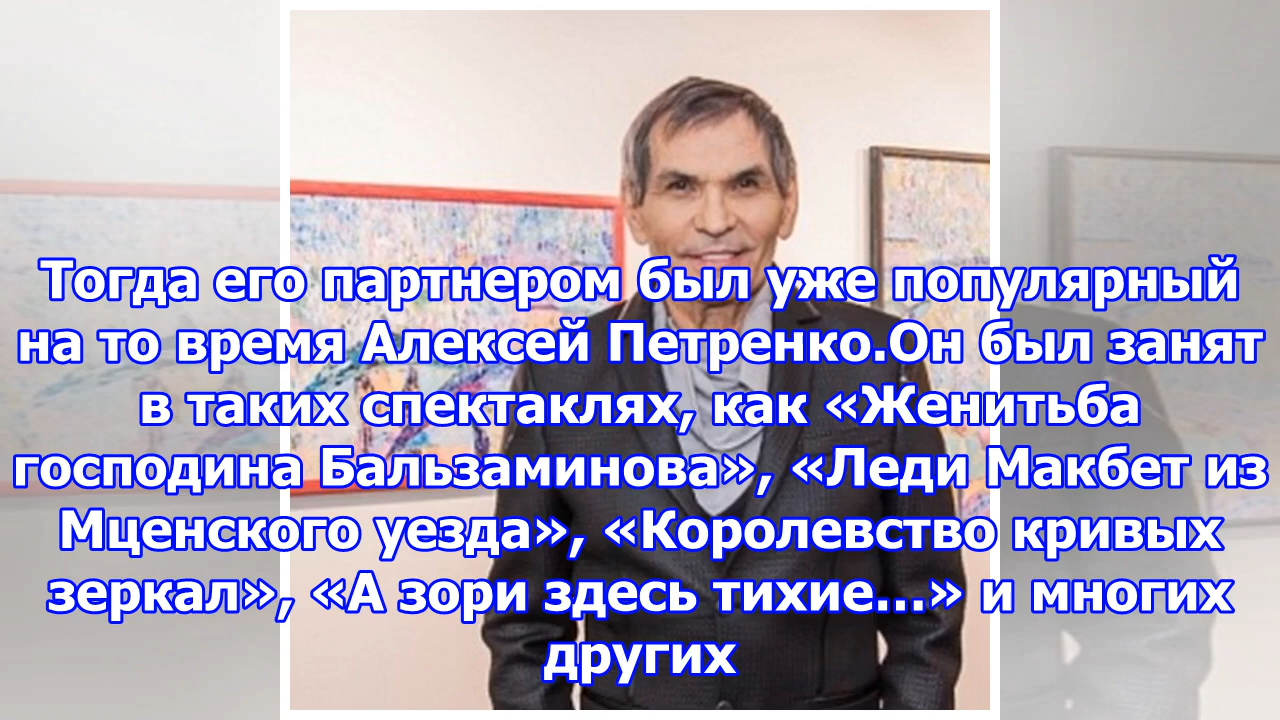 Тогда его партнером был уже популярный
на то время Алексей Петренко.Он был занят
в таких спектаклях, как «Женитьба
господина Бальзаминова», «Леди Макбет из
Мценского уезда», «Королевство кривых
зеркал», «А зори здесь тихие...» и многих
других